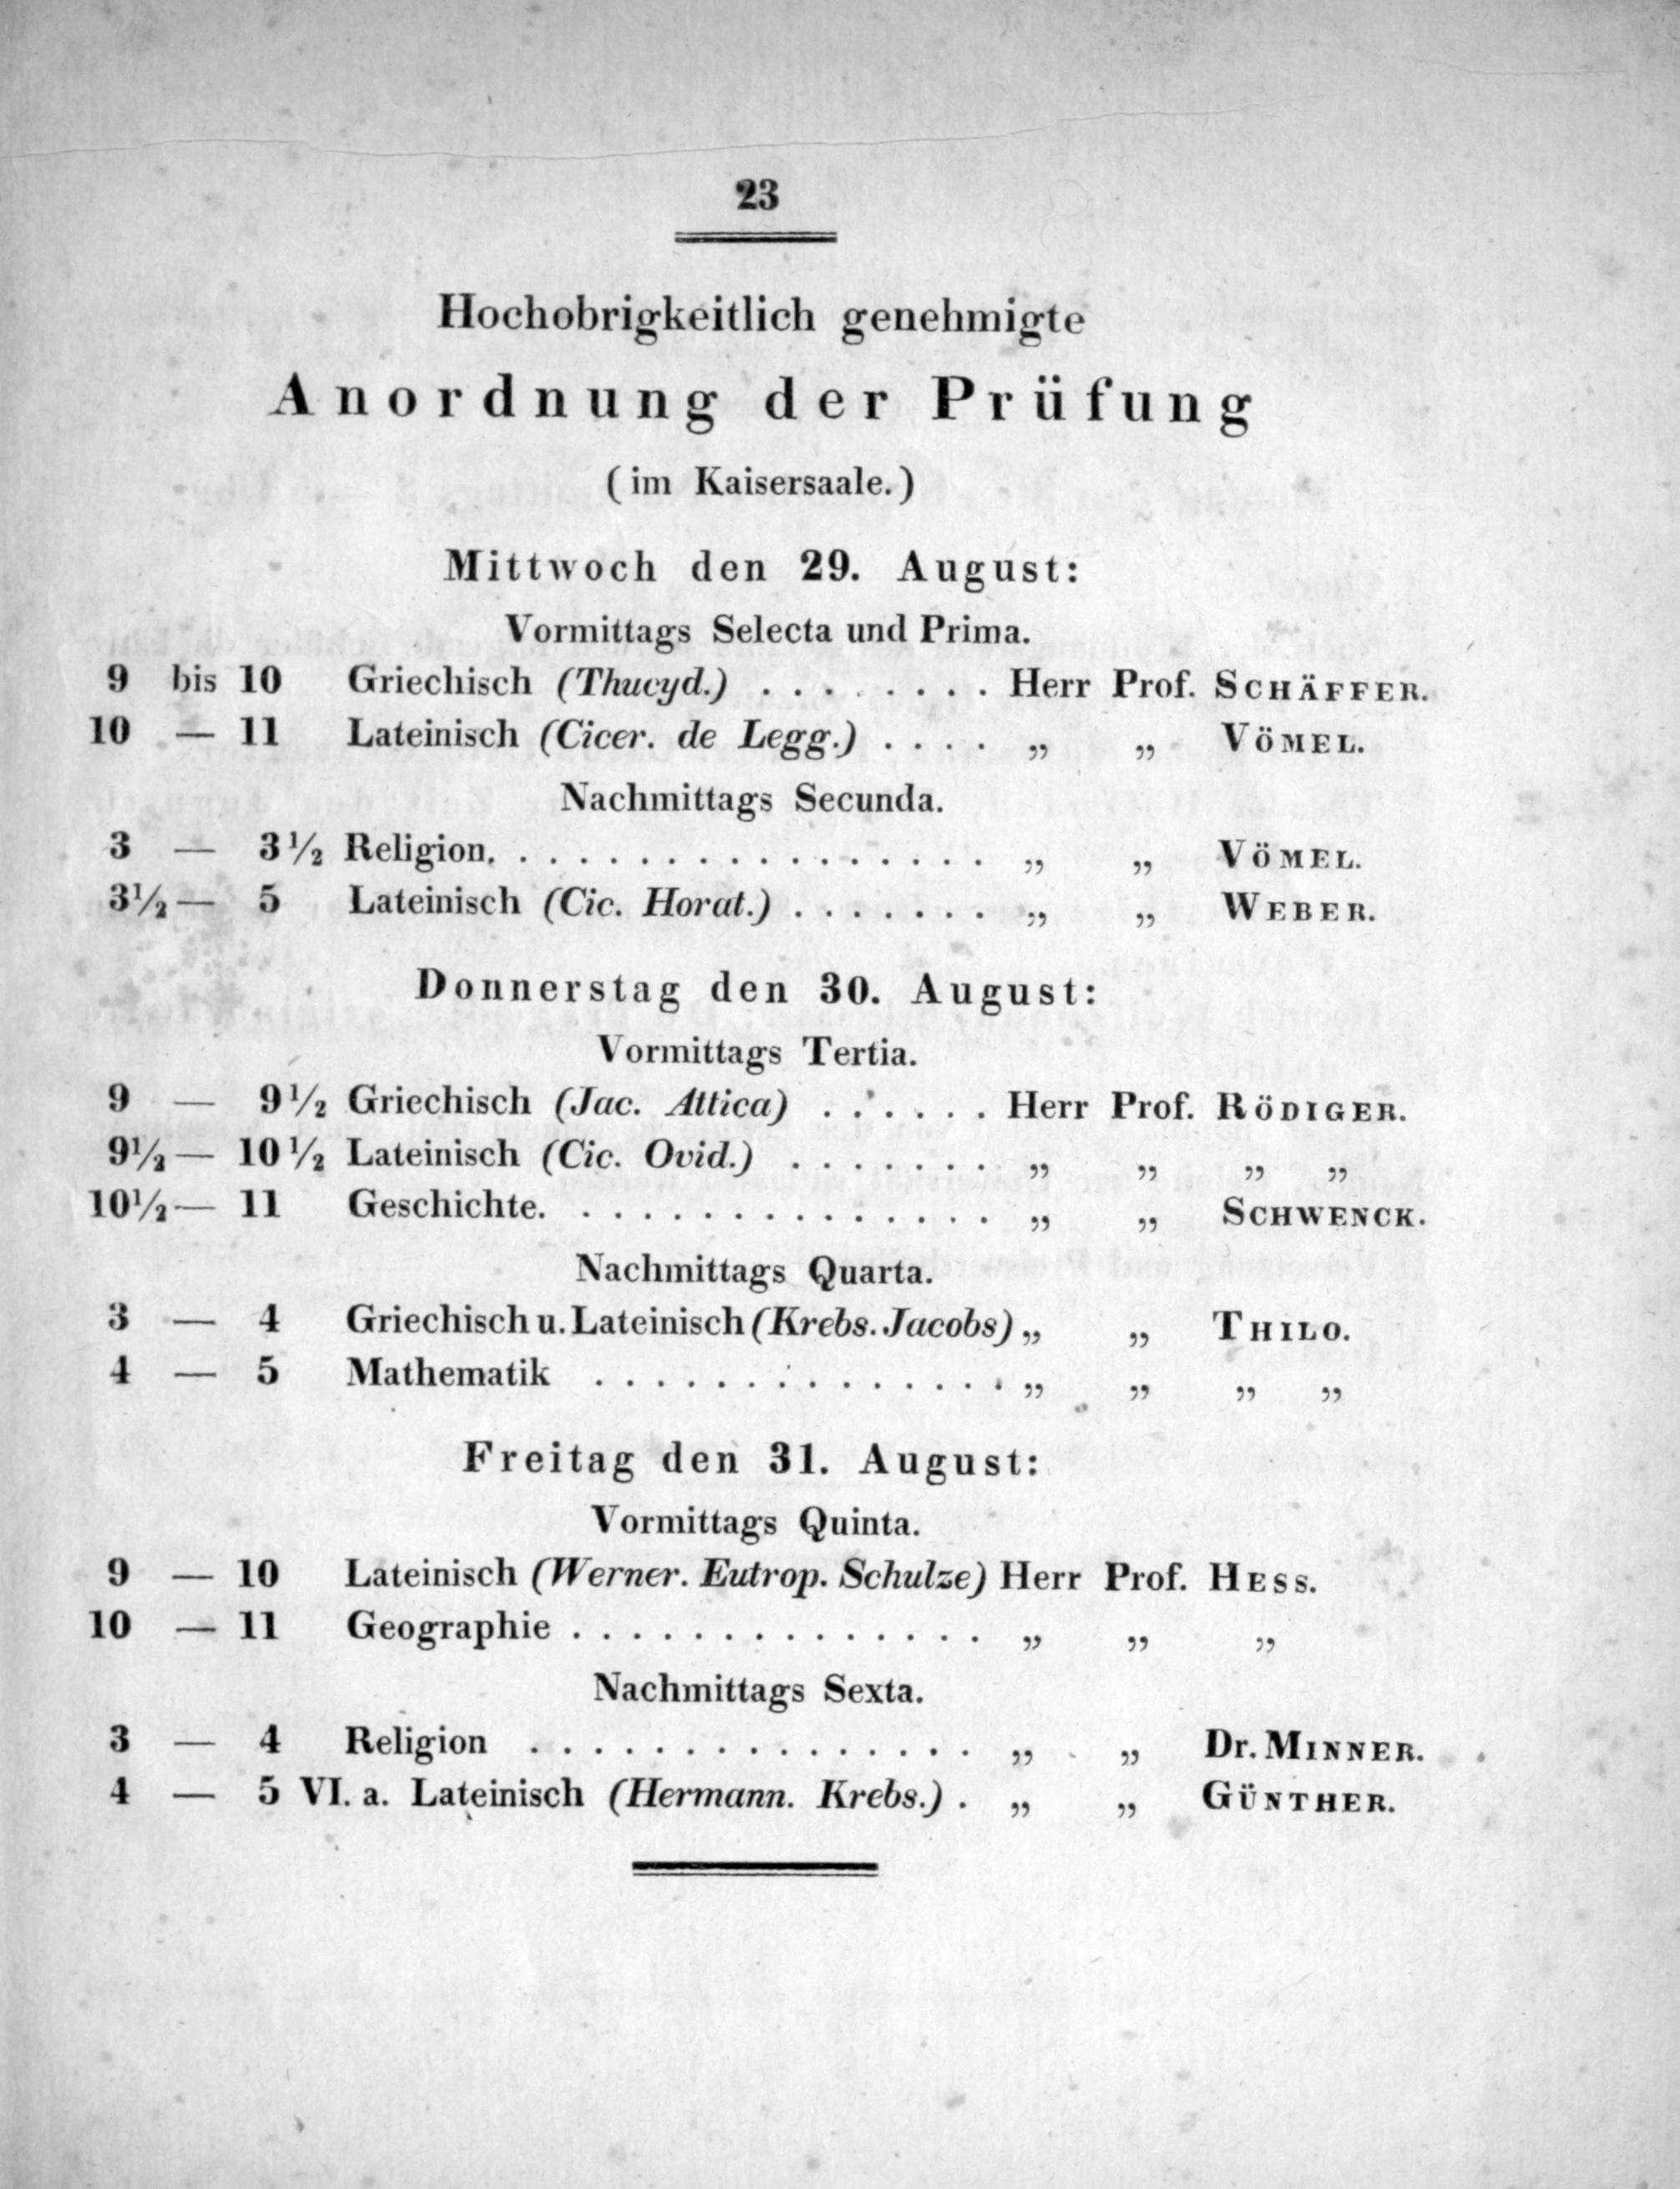 23
Hochobrigkeitlich genehmigte
Anordnung der Prüfung
(im Kaisersaale.)
Mittwoch den 29. August:
Vormittags Selecta und Prima.
9 bis 10 Griechisch (Thucyd.) . . . . . . . . Herr Prof. SCHÄFFER.
10 — 11 Lateinisch (Cicer. de Legg.) . . . . „ „ VÖMEL.
Nachmittags Secunda.
3 — 3½ Religion. . . . . . . . . . . . . . . . . „ „ VÖMEL.
3½ — 5 Lateinisch (Cic. Horat.) . . . . . . . „ „ WEBER.
Donnerstag den 30. August:
Vormittags Tertia.
9 — 9½ Griechisch (Jac. Attica) . . . . . . Herr Prof. RÖDIGER.
9½ — 10½ Lateinisch (Cic. Ovid.) . . . . . . . „ „ „ „
10½ — 11 Geschichte. . . . . . . . . . . . . . . „ „ SCHWENCK.
Nachmittags Quarta.
3 — 4 Griechisch u. Lateinisch (Krebs. Jacobs) „ „ THILO.
4 — 5 Mathematik . . . . . . . . . . . . . . „ „ „ „
Freitag den 31. August:
Vormittags Quinta.
9 — 10 Lateinisch (Werner. Eutrop. Schulze) Herr Prof. HESS.
10 — 11 Geographie . . . . . . . . . . . . . . „ „ „
Nachmittags Sexta.
3 — 4 Religion . . . . . . . . . . . . . . . „ „ Dr. MINNER.
4 — 5 VI. a. Lateinisch (Hermann. Krebs.) . „ „ GÜNTHER.